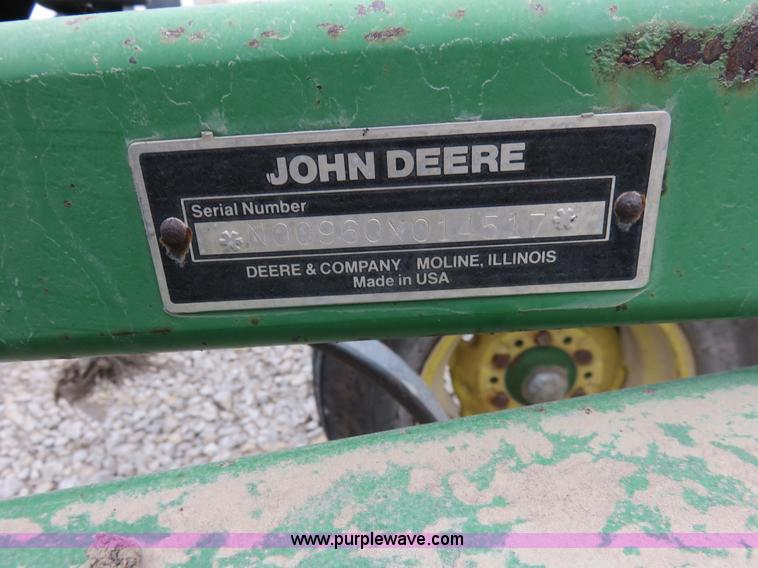 JOHN DEERE
Serial Number
*N00960X014517*
DEERE & COMPANY MOLINE, ILLINOIS
Made in USA
www.purplewave.com